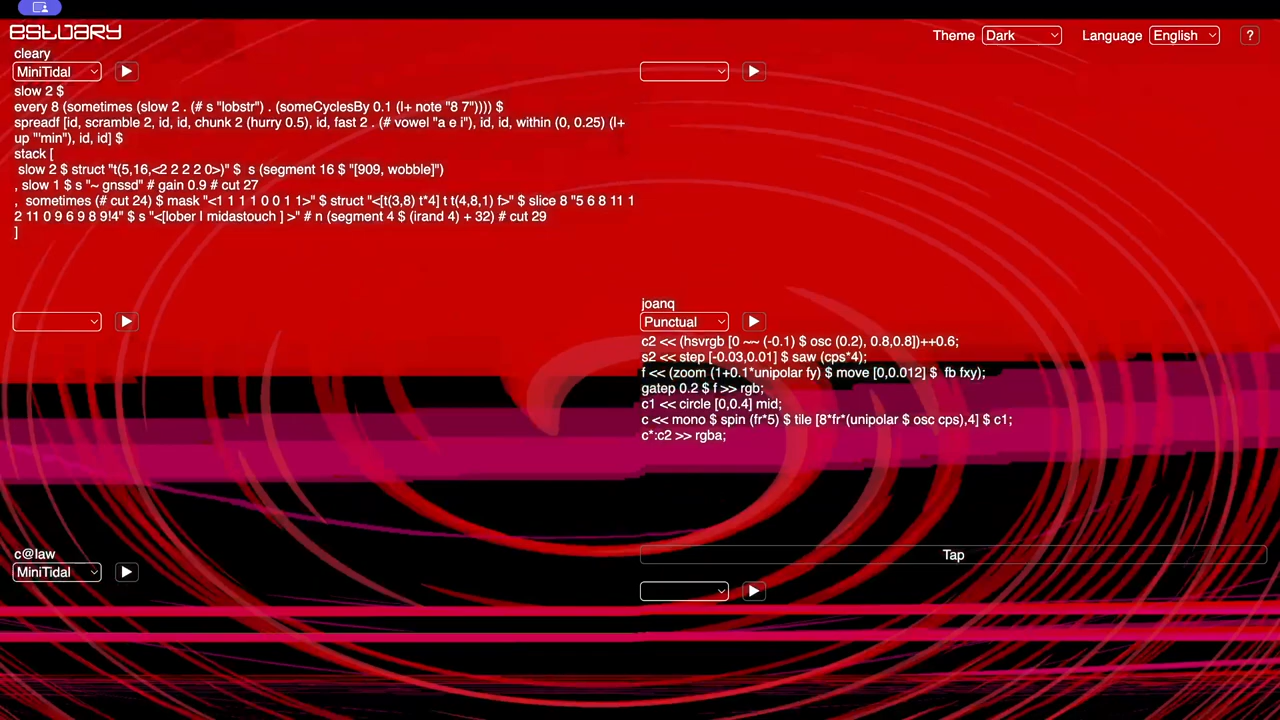 estuary
Theme Dark Language English ?
cleary
MiniTidal
slow 2 $
every 8 (sometimes (slow 2 . (# s "lobstr") . (someCyclesBy 0.1 (|+ note "8 7")))) $
spreadf [id, scramble 2, id, id, chunk 2 (hurry 0.5), id, fast 2 . (# vowel "a e i"), id, id, within (0, 0.25) (|+
up "'min"), id, id] $
stack [
slow 2 $ struct "t(5,16,<2 2 2 2 0>)" $  s (segment 16 $ "[909, wobble]")
, slow 1 $ s "~ gnssd" # gain 0.9 # cut 27
,  sometimes (# cut 24) $ mask "<1 1 1 1 0 0 1 1>" $ struct "<[t(3,8) t*4] t t(4,8,1) f>" $ slice 8 "5 6 8 11 1
2 11 0 9 6 9 8 9!4" $ s "<[lober | midastouch ] >" # n (segment 4 $ (irand 4) + 32) # cut 29
]
joanq
Punctual
c2 << (hsvrgb [0 ~~ (-0.1) $ osc (0.2), 0.8,0.8])++0.6;
s2 << step [-0.03,0.01] $ saw (cps*4);
f << (zoom (1+0.1*unipolar fy) $ move [0,0.012] $  fb fxy);
gatep 0.2 $ f >> rgb;
c1 << circle [0,0.4] mid;
c << mono $ spin (fr*5) $ tile [8*fr*(unipolar $ osc cps),4] $ c1;
c*:c2 >> rgba;
c@law
MiniTidal
Tap